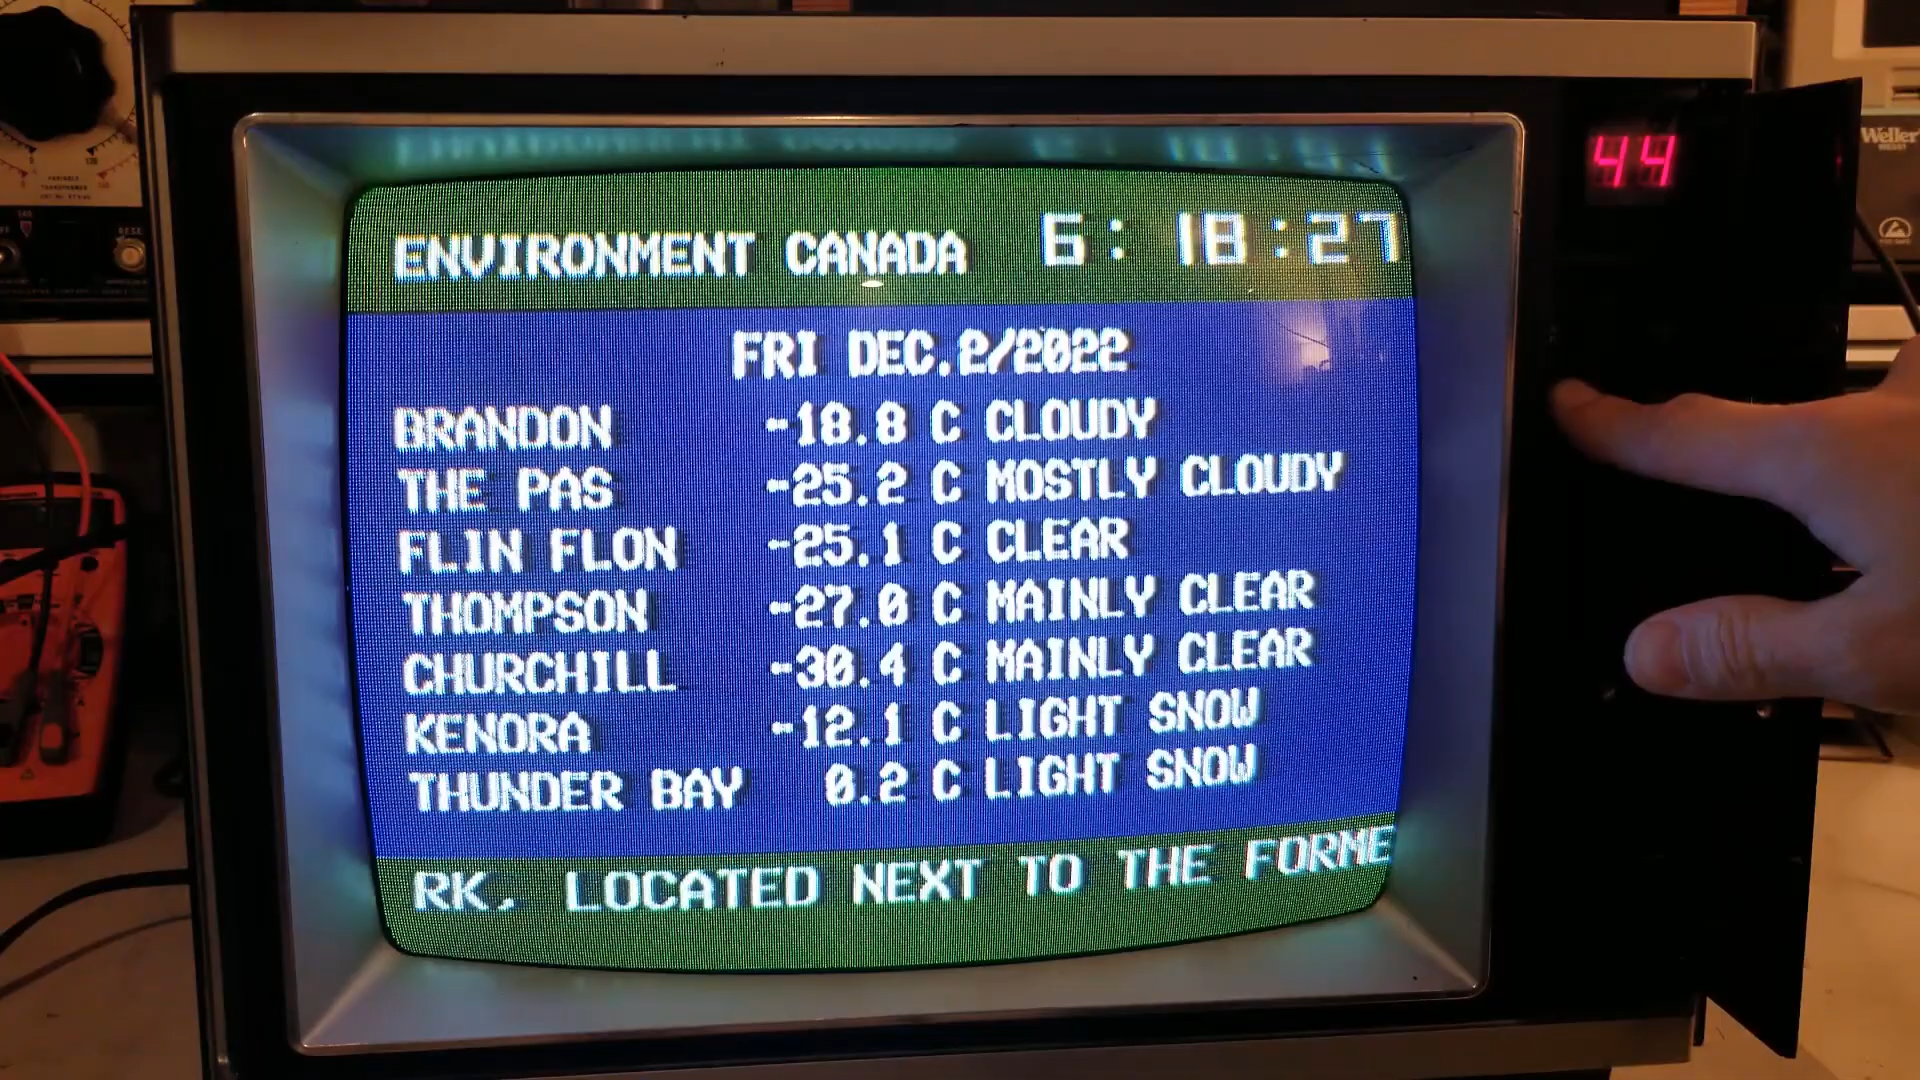 44
Weller
ENVIRONMENT CANADA 6:18:27
FRI DEC.2/2022
BRANDON -18.8 C CLOUDY
THE PAS -25.2 C MOSTLY CLOUDY
FLIN FLON -25.1 C CLEAR
THOMPSON -27.0 C MAINLY CLEAR
CHURCHILL -30.4 C MAINLY CLEAR
KENORA -12.1 C LIGHT SNOW
THUNDER BAY 0.2 C LIGHT SNOW
RK, LOCATED NEXT TO THE FORME